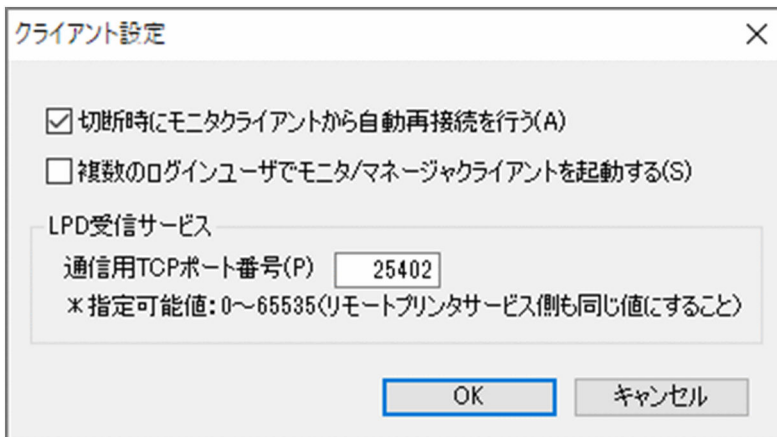 クライアント設定
切断時にモニタクライアントから自動再接続を行う(A)
複数のログインユーザでモニタ/マネージャクライアントを起動する(S)
LPD受信サービス
通信用TCPポート番号(P) 25402
*指定可能値:0~65535(リモートプリンタサービス側も同じ値にすること)
OK キャンセル